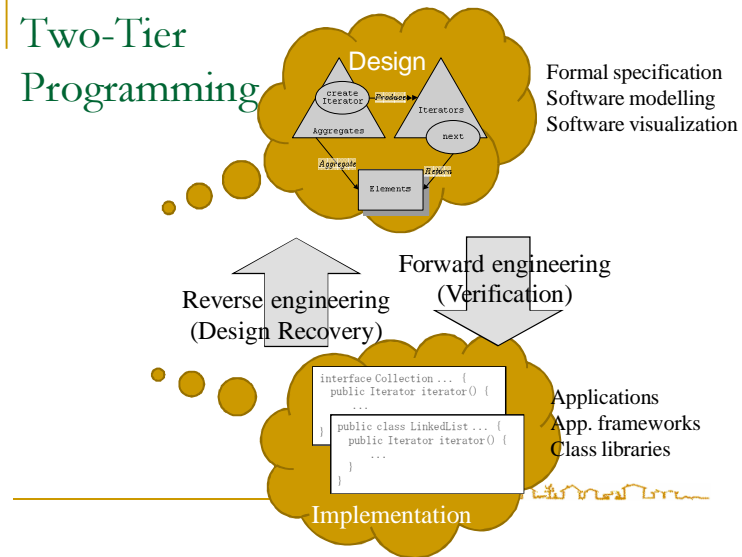 Two-Tier
Programming
Design
create
Iterator
Produce
Iterators
Aggregates
next
Aggregate
Return
Elements
Formal specification
Software modelling
Software visualization
Reverse engineering
(Design Recovery)
Forward engineering
(Verification)
interface Collection ... {
public Iterator iterator() {
...
}
public class LinkedList ... {
public Iterator iterator() {
...
}
}
Applications
App. frameworks
Class libraries
Implementation